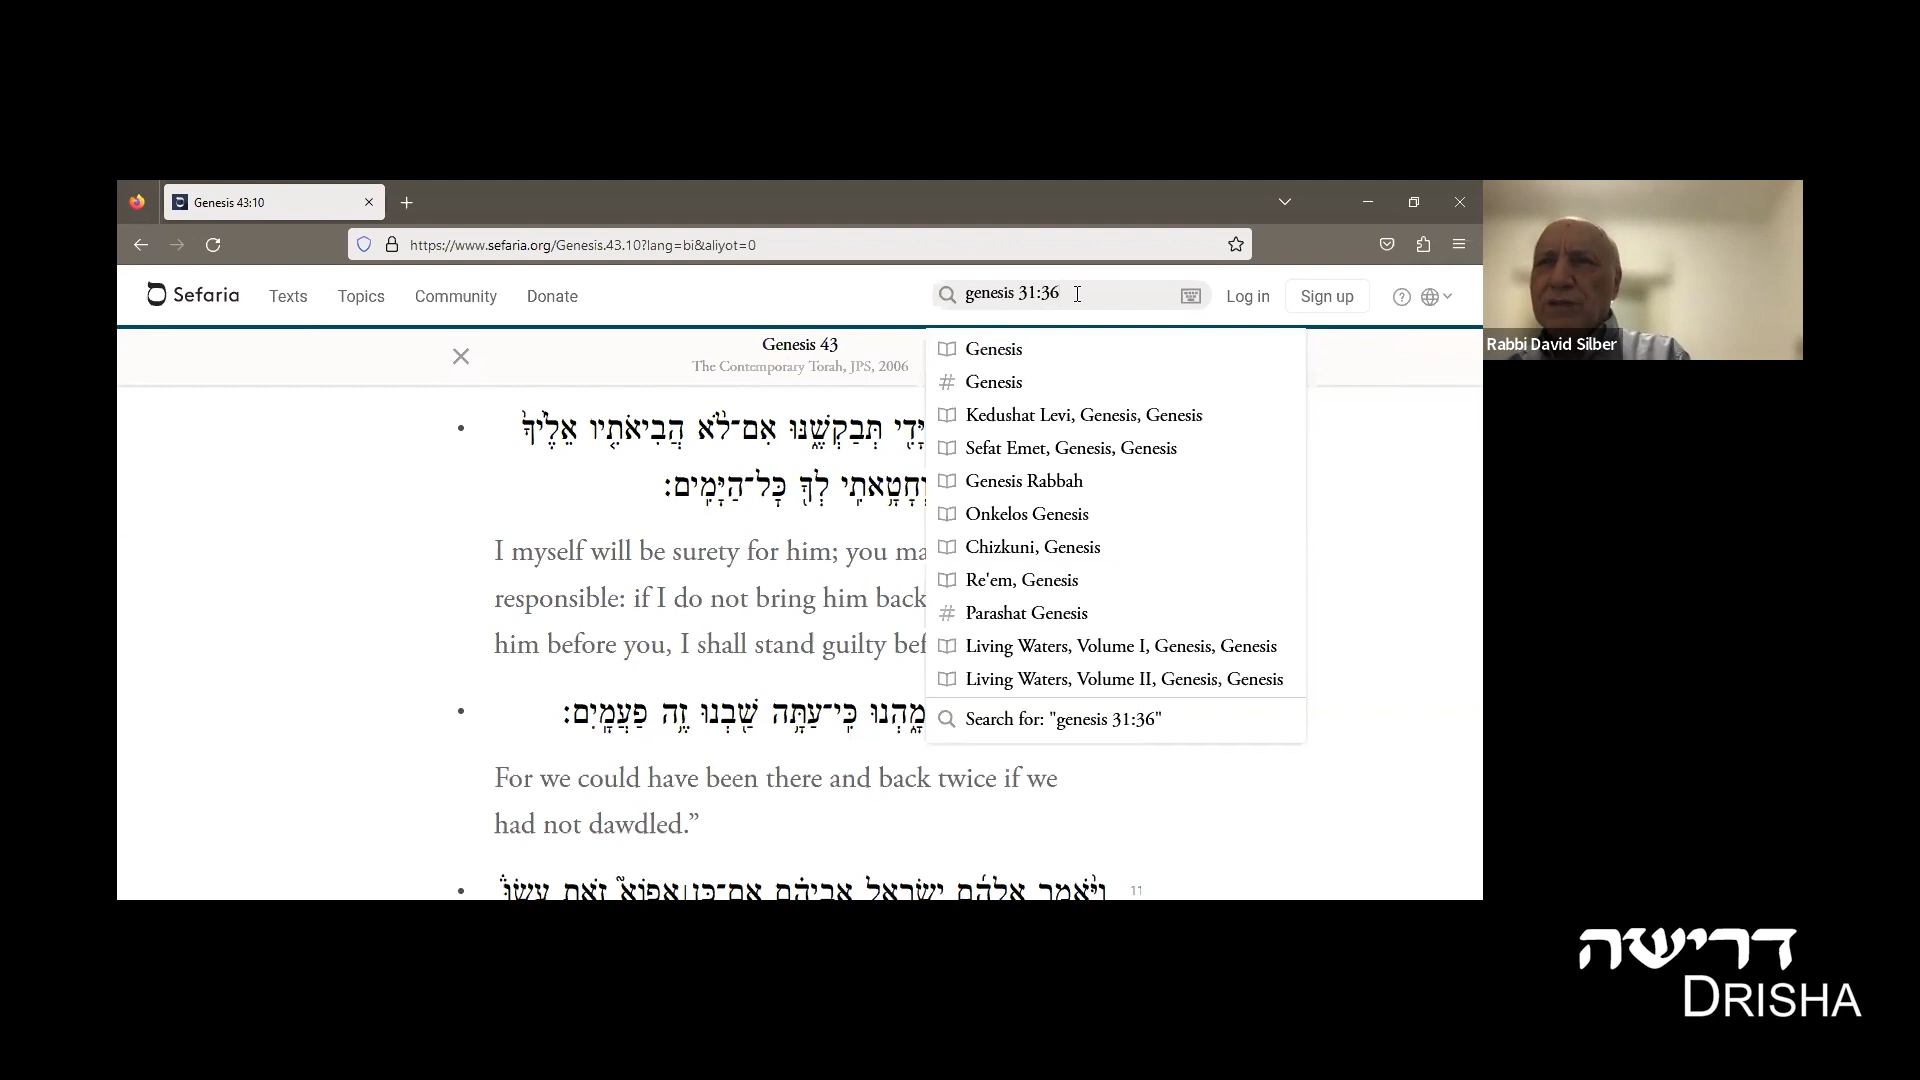 Genesis 43:10
https://www.sefaria.org/Genesis.43.10?lang=bi&aliyot=0
Sefaria
Texts
Topics
Community
Donate
genesis 31:36
Log in
Sign up
Genesis 43
The Contemporary Torah, JPS, 2006
תְּבַקְשֶׁ֑נּוּ אִם־לֹ֨א הֲבִיאֹתִ֤יו אֵלֶ֙יךָ֙
לְךָ֖ כׇּל־הַיָּמִֽים׃
I myself will be surety for him; you
responsible: if I do not bring him back
him before you, I shall stand guilty
כִּֽי־עַתָּ֥ה שַׁ֖בְנוּ זֶ֥ה פַעֲמָֽיִם׃
For we could have been there and back twice if we
had not dawdled.”
11
וַיֹּ֨אמֶר אֲלֵהֶ֜ם יִשְׂרָאֵ֣ל אֲבִיהֶ֗ם אִם־כֵּ֣ן ׀ אֵפוֹא֮ זֹ֣את עֲשׂוּ֒
Genesis
# Genesis
Kedushat Levi, Genesis, Genesis
Sefat Emet, Genesis, Genesis
Genesis Rabbah
Onkelos Genesis
Chizkuni, Genesis
Re'em, Genesis
# Parashat Genesis
Living Waters, Volume I, Genesis, Genesis
Living Waters, Volume II, Genesis, Genesis
Search for: "genesis 31:36"
Rabbi David Silber
דרישה
DRISHA